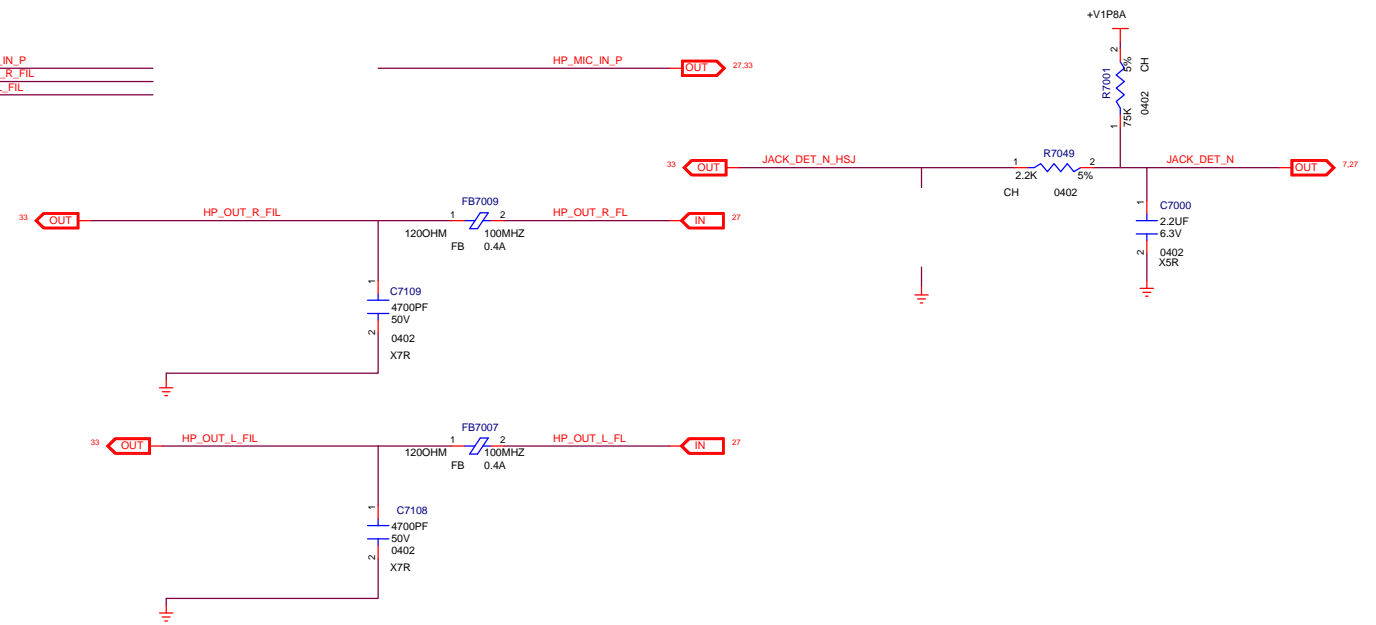 +V1P8A
2
5%
CH
R7001
75K
0402
1
IN_P
R_FIL
_FIL
HP_MIC_IN_P
OUT
27,33
33
OUT
JACK_DET_N_HSJ
1
R7049
2
2.2K
5%
CH
0402
JACK_DET_N
OUT
7,27
1
C7000
2.2UF
6.3V
2
0402
X5R
33
OUT
HP_OUT_R_FIL
FB7009
1
2
120OHM
100MHZ
FB
0.4A
HP_OUT_R_FL
IN
27
1
C7109
4700PF
50V
2
0402
X7R
33
OUT
HP_OUT_L_FIL
FB7007
1
2
120OHM
100MHZ
FB
0.4A
HP_OUT_L_FL
IN
27
1
C7108
4700PF
50V
0402
2
X7R